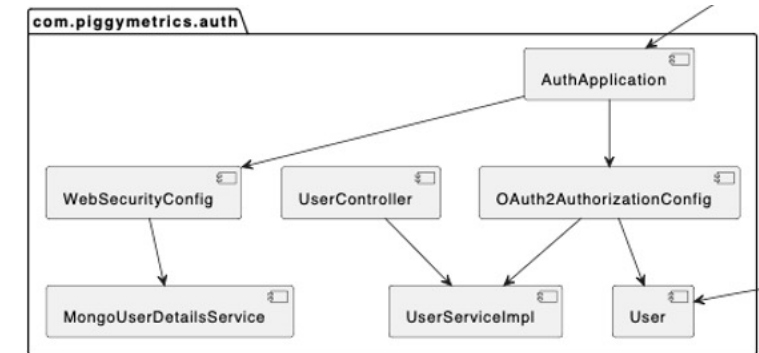 com.piggymetrics.auth
AuthApplication
WebSecurityConfig
UserController
OAuth2AuthorizationConfig
MongoUserDetailsService
UserServiceImpl
User